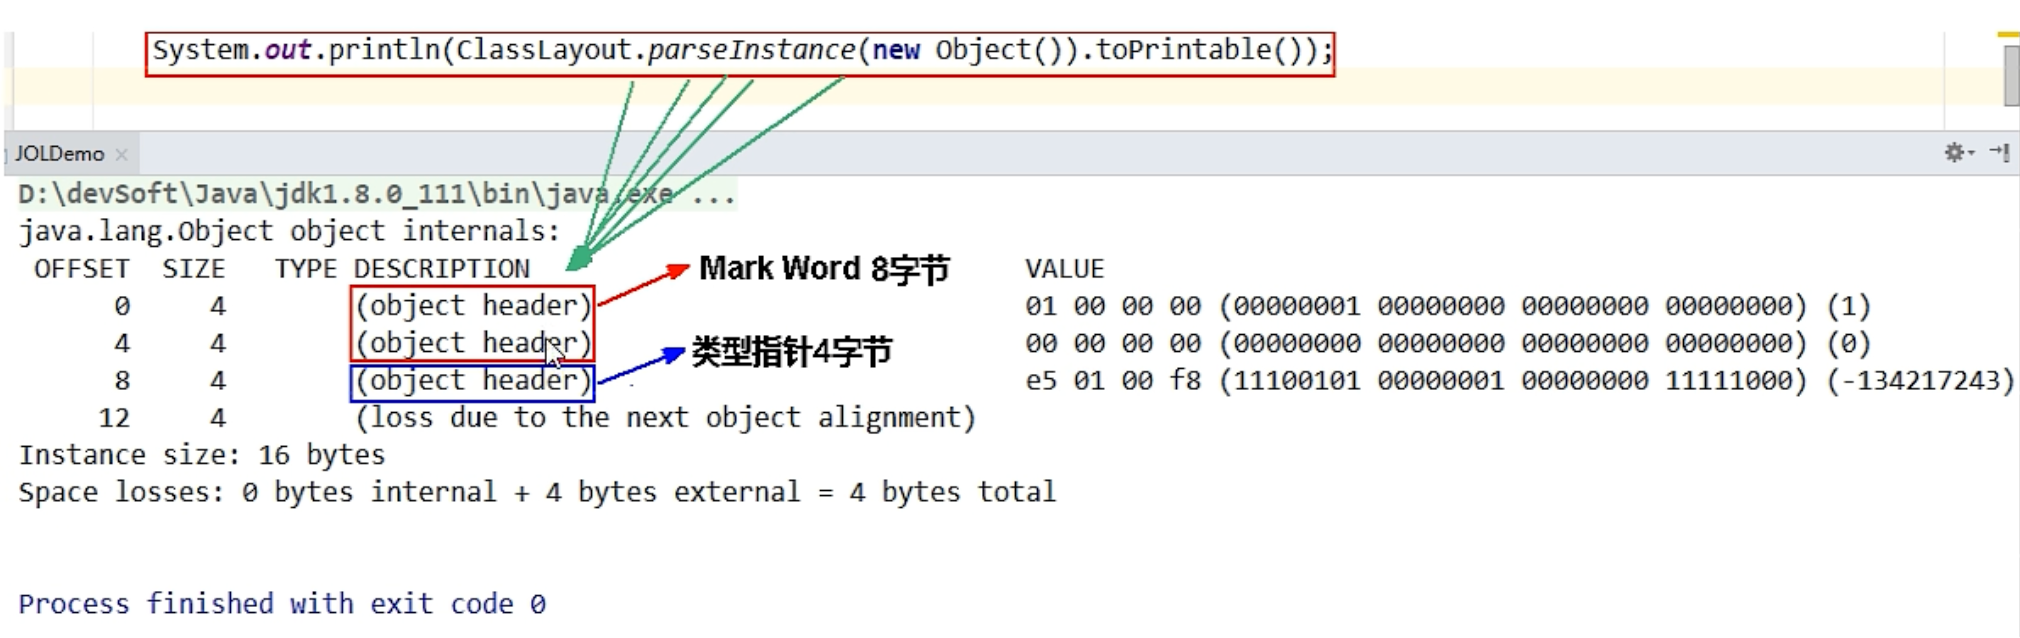 System.out.println(ClassLayout.parseInstance(new Object()).toPrintable());
JOLDemo
D:\devSoft\Java\jdk1.8.0_111\bin\java.exe ...
java.lang.Object object internals:
OFFSET SIZE TYPE DESCRIPTION Mark Word 8字节 VALUE
0 4 (object header) 01 00 00 00 (00000001 00000000 00000000 00000000) (1)
4 4 (object header) 类型指针4字节 00 00 00 00 (00000000 00000000 00000000 00000000) (0)
8 4 (object header) e5 01 00 f8 (11100101 00000001 00000000 11111000) (-134217243)
12 4 (loss due to the next object alignment)
Instance size: 16 bytes
Space losses: 0 bytes internal + 4 bytes external = 4 bytes total
Process finished with exit code 0